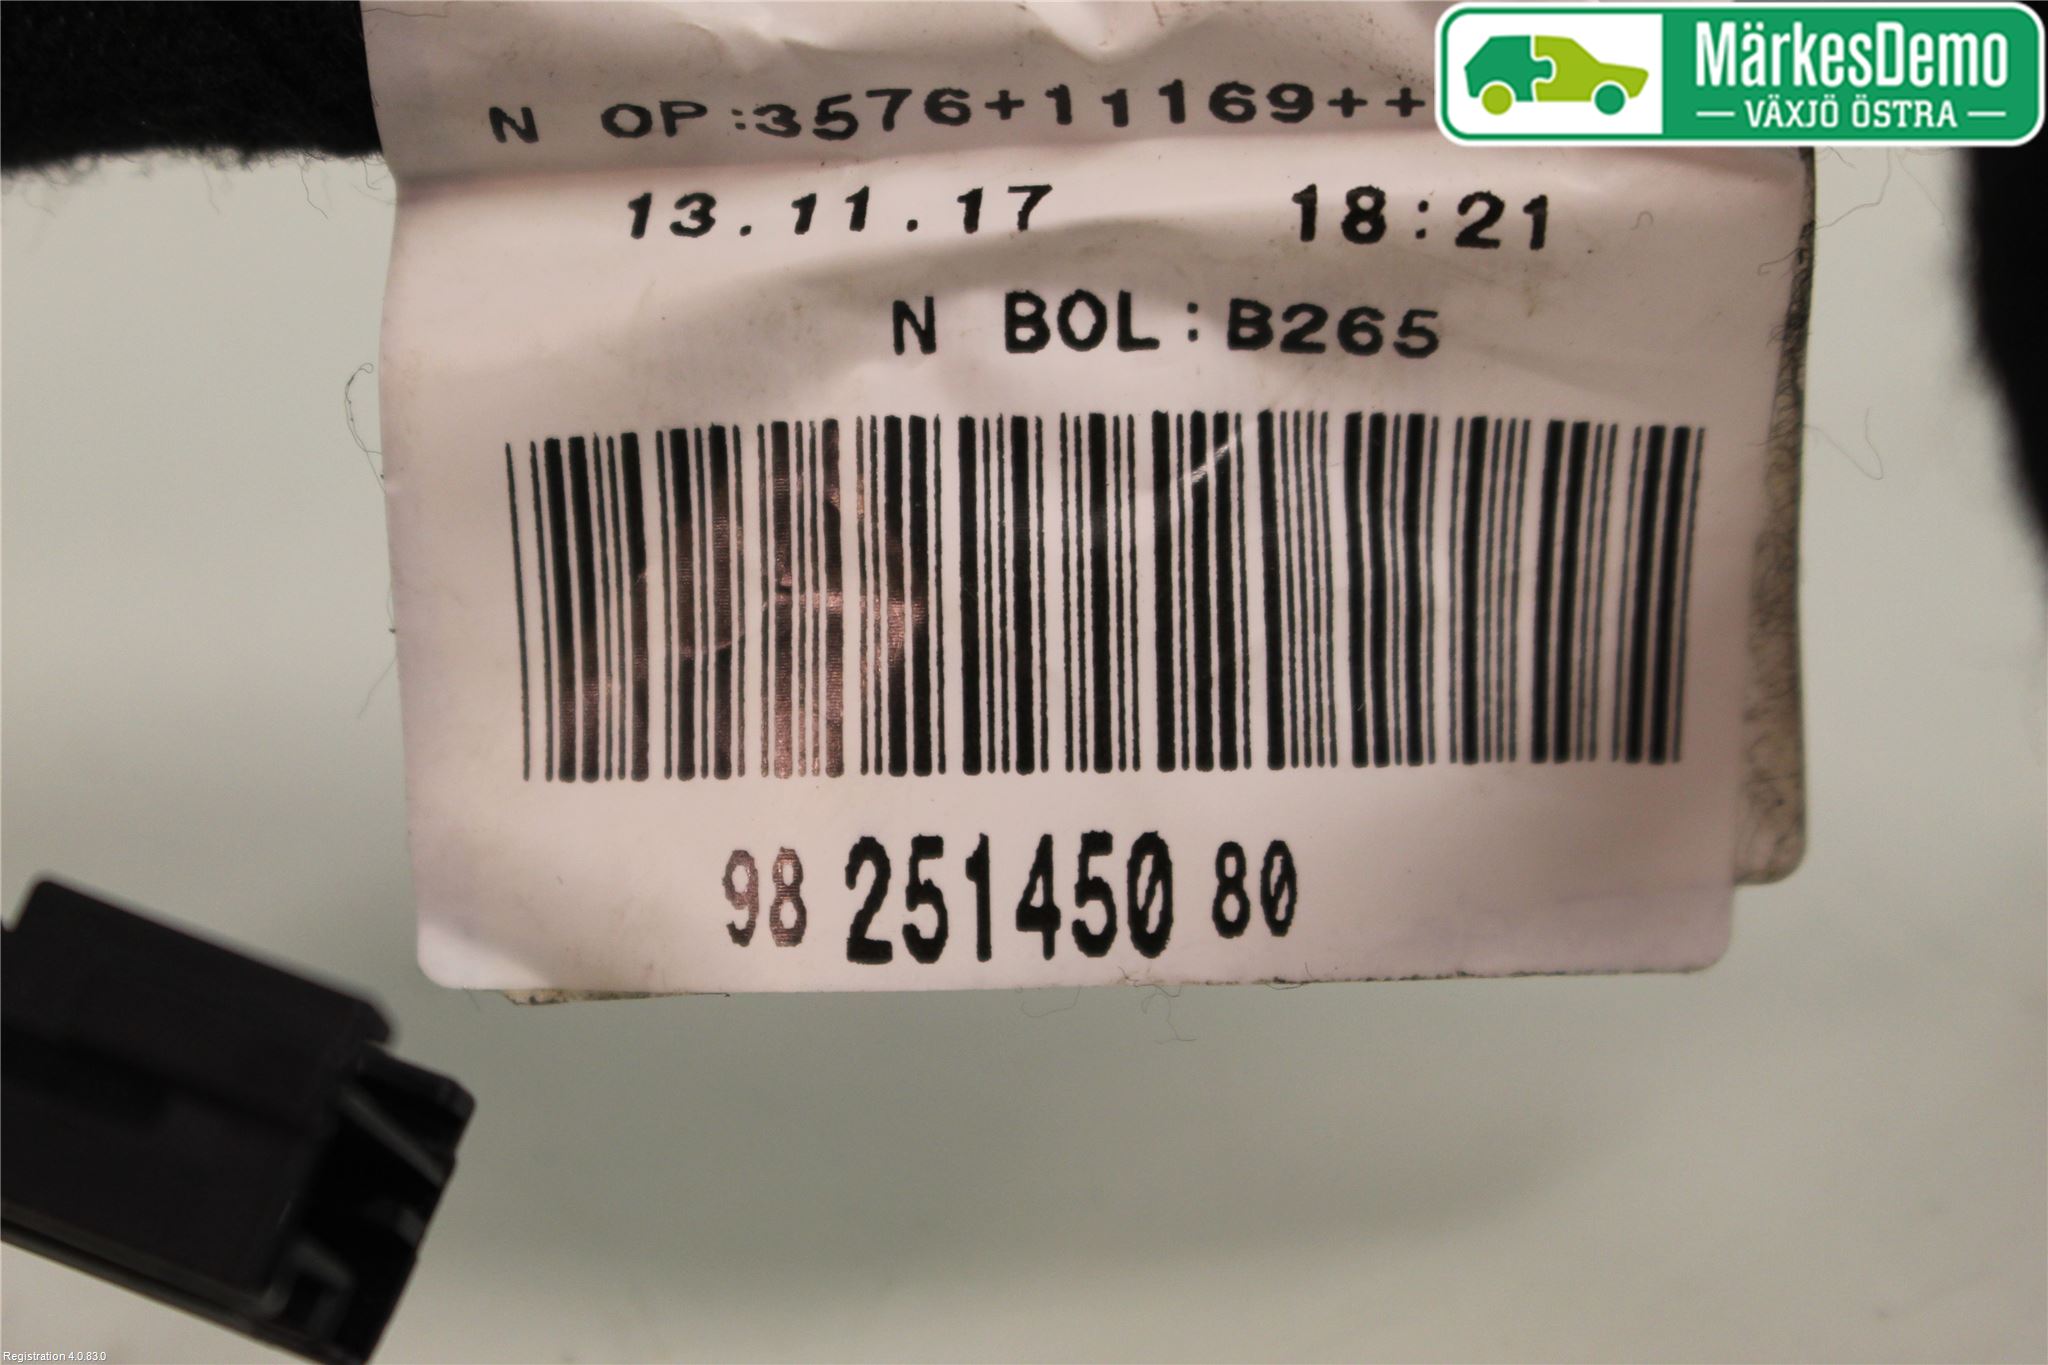 MärkesDemo
— VÄXJÖ ÖSTRA —
N OP:3576+11169++
13.11.17 18:21
N BOL:B265
98 251450 80
Registration 4.0.83.0